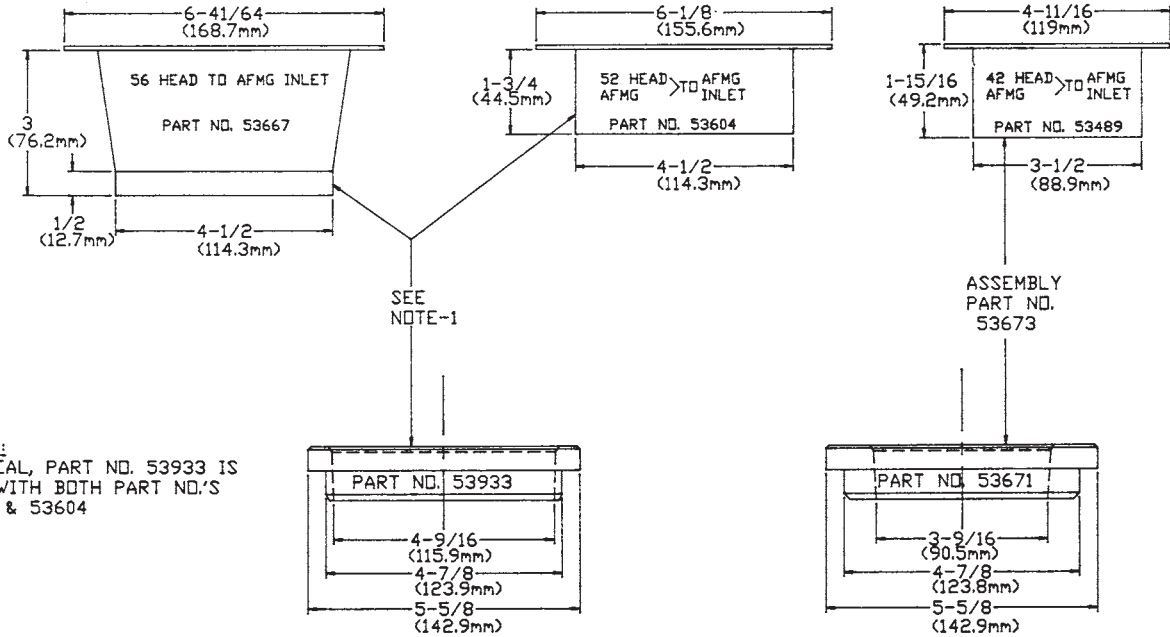 6-41/64
(168.7mm)
56 HEAD TO AFMG INLET
PART NO. 53667
3
(76.2mm)
1/2
(12.7mm)
4-1/2
(114.3mm)
6-1/8
(155.6mm)
1-3/4
(44.5mm)
52 HEAD
AFMG
>TO AFMG
INLET
PART NO. 53604
4-1/2
(114.3mm)
4-11/16
(119mm)
1-15/16
(49.2mm)
42 HEAD
AFMG
>TO AFMG
INLET
PART NO. 53489
3-1/2
(88.9mm)
SEE
NOTE-1
ASSEMBLY
PART NO.
53673
EAL, PART NO. 53933 IS
WITH BOTH PART NO.'S
& 53604
PART NO. 53933
4-9/16
(115.9mm)
4-7/8
(123.9mm)
5-5/8
(142.9mm)
PART NO. 53671
3-9/16
(90.5mm)
4-7/8
(123.8mm)
5-5/8
(142.9mm)